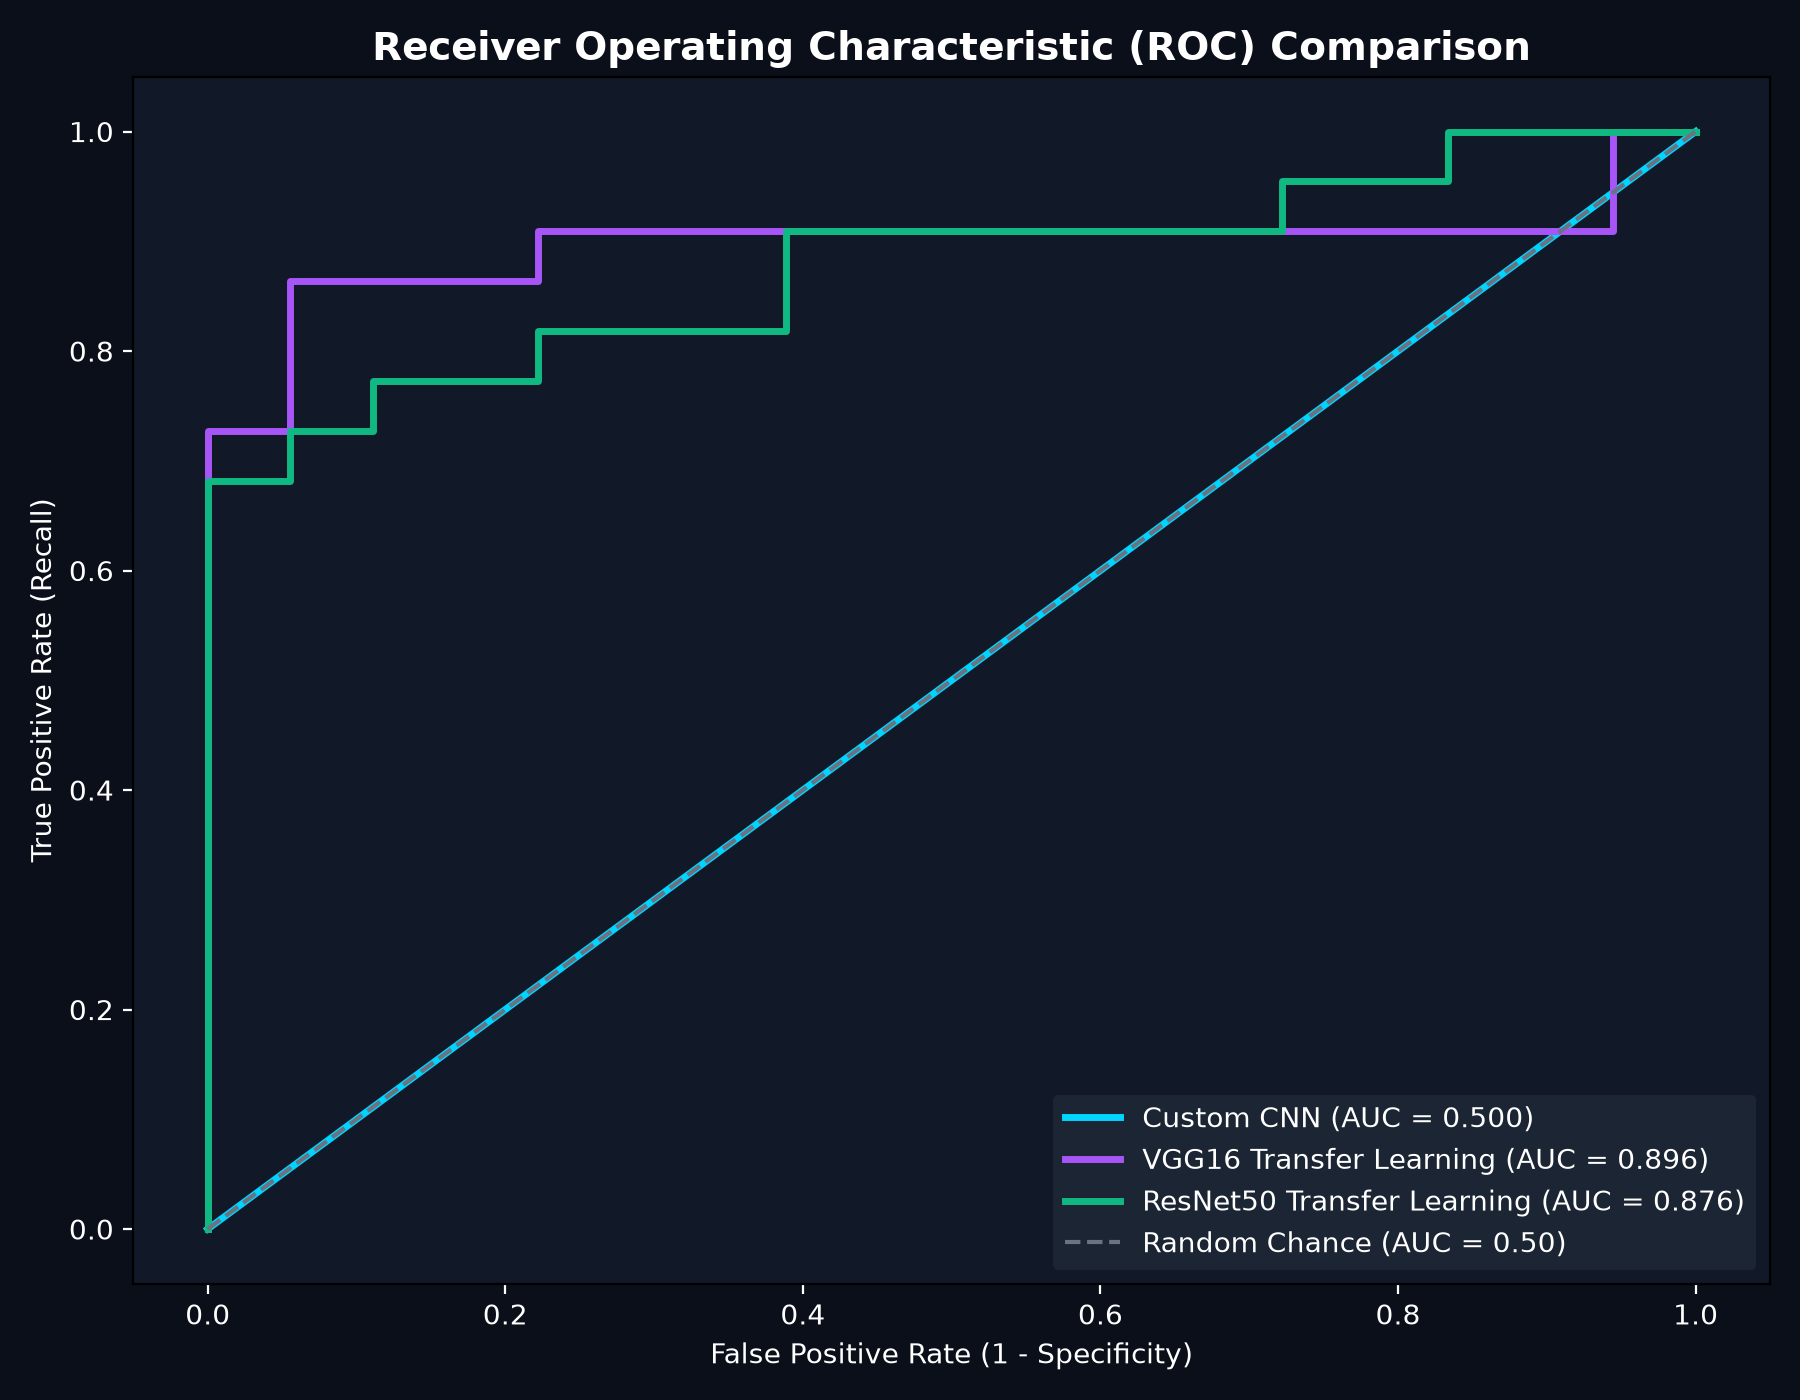 Receiver Operating Characteristic (ROC) Comparison
True Positive Rate (Recall)
1.0
0.8
0.6
0.4
0.2
0.0
Custom CNN (AUC = 0.500)
VGG16 Transfer Learning (AUC = 0.896)
ResNet50 Transfer Learning (AUC = 0.876)
Random Chance (AUC = 0.50)
0.0 0.2 0.4 0.6 0.8 1.0
False Positive Rate (1 - Specificity)